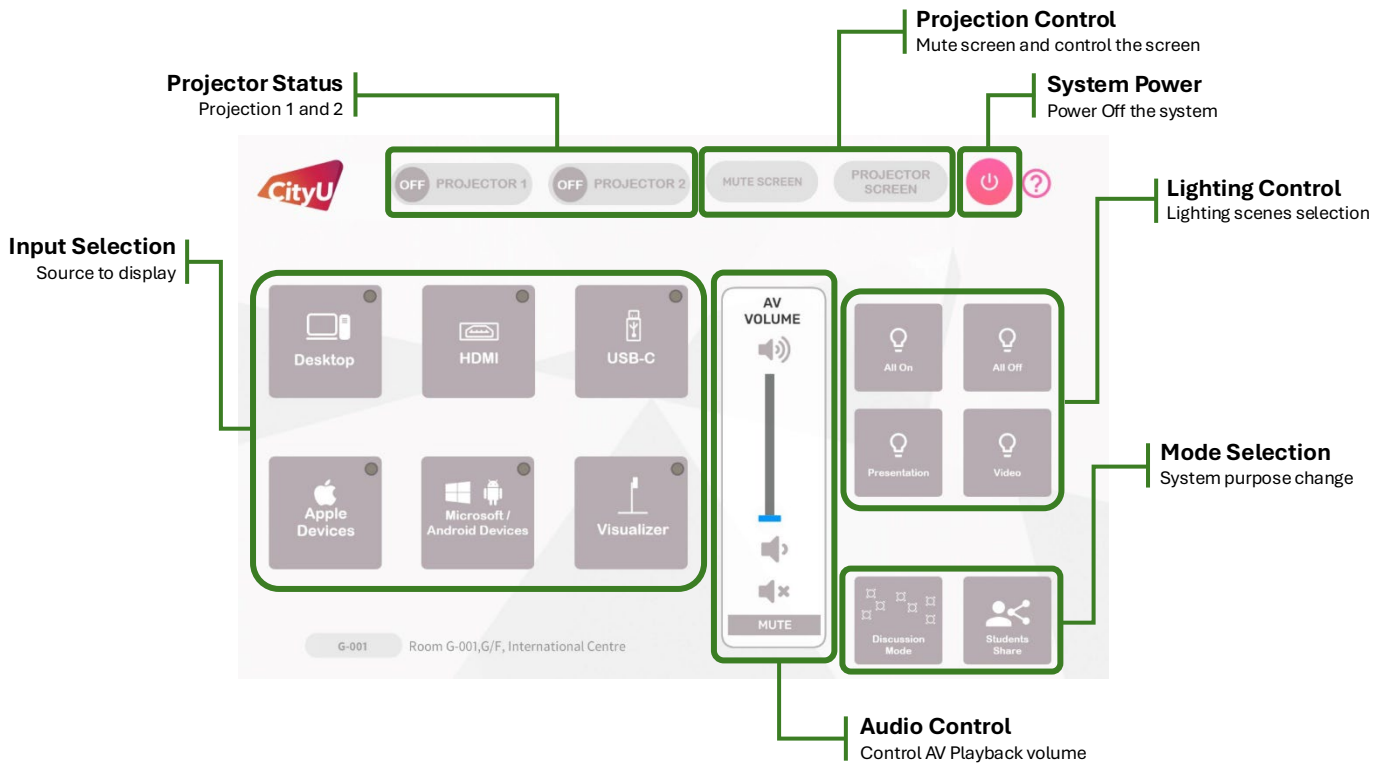 Projection Control
Mute screen and control the screen
Projector Status
Projection 1 and 2
System Power
Power Off the system
CityU
OFF PROJECTOR 1
OFF PROJECTOR 2
MUTE SCREEN
PROJECTOR
SCREEN
?
Lighting Control
Lighting scenes selection
Input Selection
Source to display
Desktop
HDMI
USB-C
AV
VOLUME
All On
All Off
Presentation
Video
Mode Selection
System purpose change
Apple
Devices
Microsoft /
Android Devices
Visualizer
MUTE
Discussion
Mode
Students
Share
G-001
Room G-001,G/F, International Centre
Audio Control
Control AV Playback volume